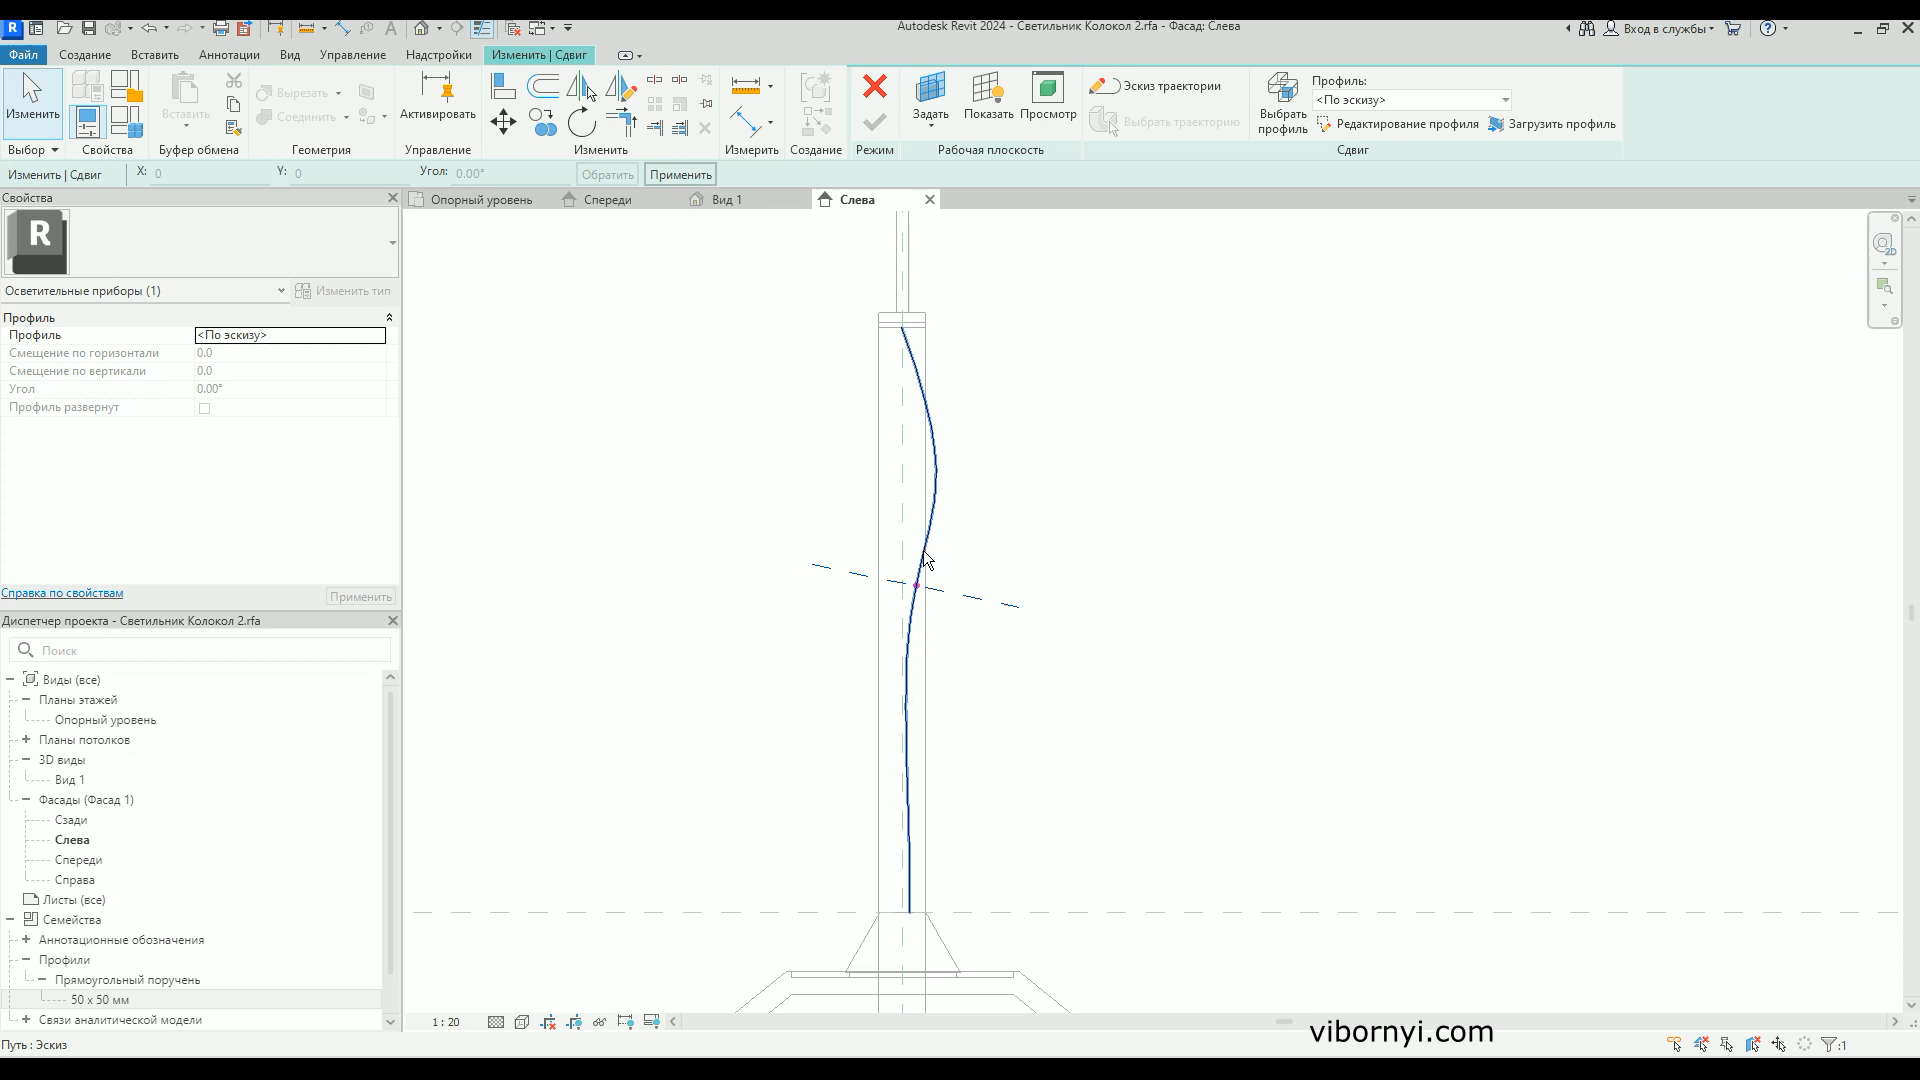 Autodesk Revit 2024 - Светильник Колокол 2.rfa - Фасад: Слева
Вход в службы
Файл
Создание
Вставить
Аннотации
Вид
Управление
Надстройки
Изменить | Сдвиг
Изменить
Вставить
Вырезать
Соединить
Активировать
Задать
Показать
Просмотр
Эскиз траектории
Выбрать траекторию
Выбрать профиль
Профиль:
<По эскизу>
Редактирование профиля
Загрузить профиль
Выбор
Свойства
Буфер обмена
Геометрия
Управление
Изменить
Измерить
Создание
Режим
Рабочая плоскость
Сдвиг
Изменить | Сдвиг
X: 0
Y: 0
Угол: 0.00°
Обратить
Применить
Свойства
Опорный уровень
Спереди
Вид 1
Слева
R
Осветительные приборы (1)
Изменить тип
Профиль
Профиль <По эскизу>
Смещение по горизонтали 0.0
Смещение по вертикали 0.0
Угол 0.00°
Профиль развернут
Справка по свойствам
Применить
Диспетчер проекта - Светильник Колокол 2.rfa
Поиск
Виды (все)
Планы этажей
Опорный уровень
Планы потолков
3D виды
Вид 1
Фасады (Фасад 1)
Сзади
Слева
Спереди
Справа
Листы (все)
Семейства
Аннотационные обозначения
Профили
Прямоугольный поручень
50 x 50 мм
Связи аналитической модели
1 : 20
vibornyi.com
Путь : Эскиз
:1
2D